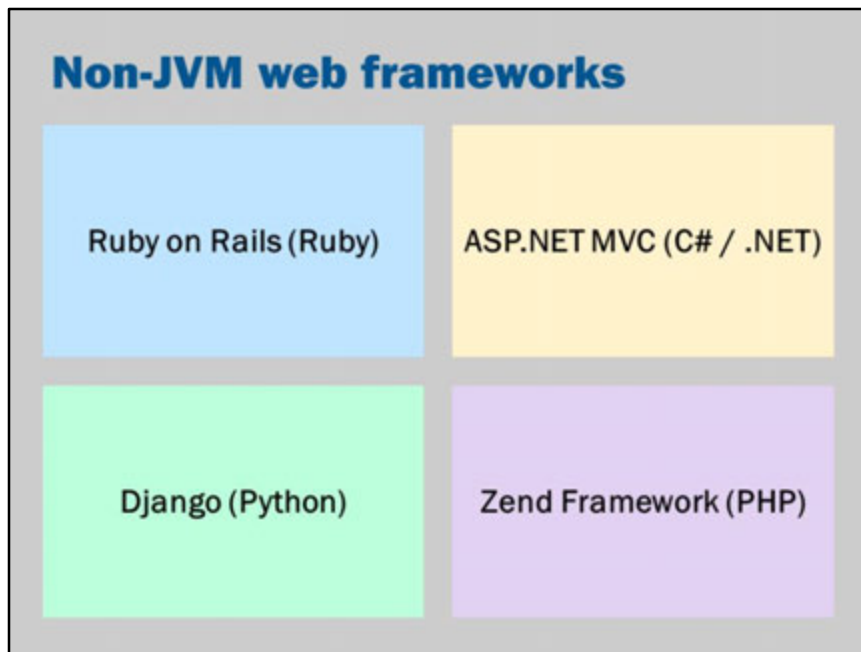 Non-JVM web frameworks
Ruby on Rails (Ruby)
ASP.NET MVC (C# / .NET)
Django (Python)
Zend Framework (PHP)